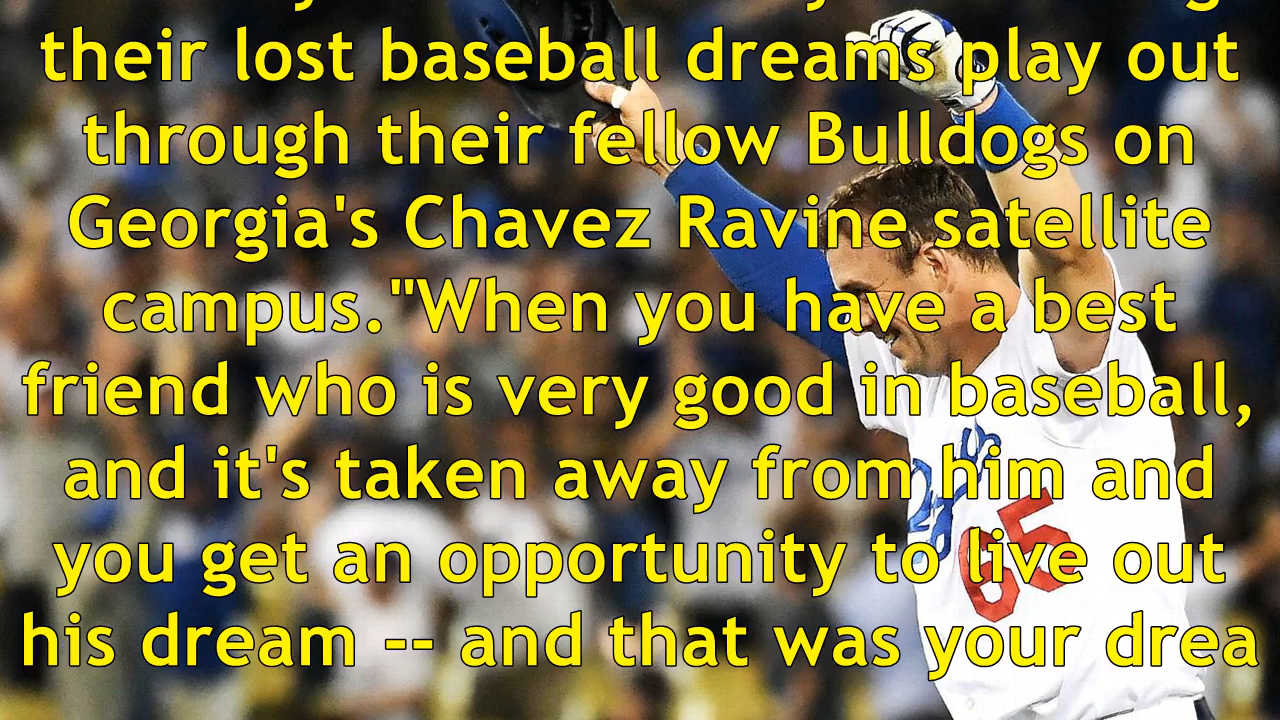 their lost baseball dreams play out
through their fellow Bulldogs on
Georgia's Chavez Ravine satellite
campus. "When you have a best
friend who is very good in baseball,
and it's taken away from him and
you get an opportunity to live out
his dream -- and that was your drea
65